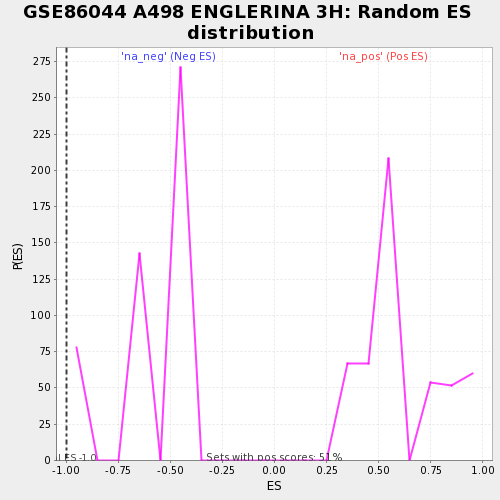 GSE86044 A498 ENGLERINA 3H: Random ES
distribution
'na_neg' (Neg ES)
'na_pos' (Pos ES)
275
250
225
200
175
150
125
100
75
50
25
0
P(ES)
ES -1.0
Sets with pos scores: 51%
-1.00 -0.75 -0.50 -0.25 0.00 0.25 0.50 0.75 1.00
ES